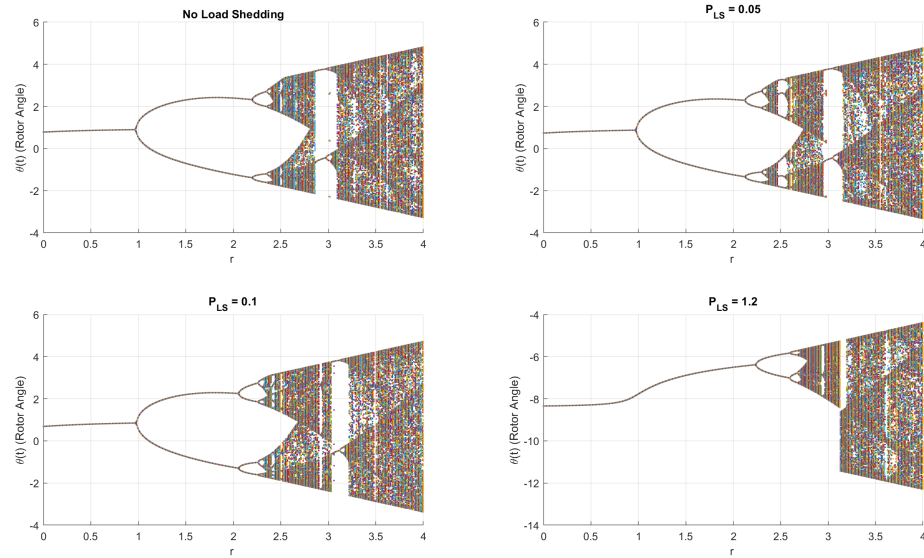 No Load Shedding
6
4
2
0
-2
-4
θ(t) (Rotor Angle)
0 0.5 1 1.5 2 2.5 3 3.5 4
r
P_LS = 0.05
6
4
2
0
-2
-4
θ(t) (Rotor Angle)
0 0.5 1 1.5 2 2.5 3 3.5 4
r
P_LS = 0.1
6
4
2
0
-2
-4
θ(t) (Rotor Angle)
0 0.5 1 1.5 2 2.5 3 3.5 4
r
P_LS = 1.2
-4
-6
-8
-10
-12
-14
θ(t) (Rotor Angle)
0 0.5 1 1.5 2 2.5 3 3.5 4
r